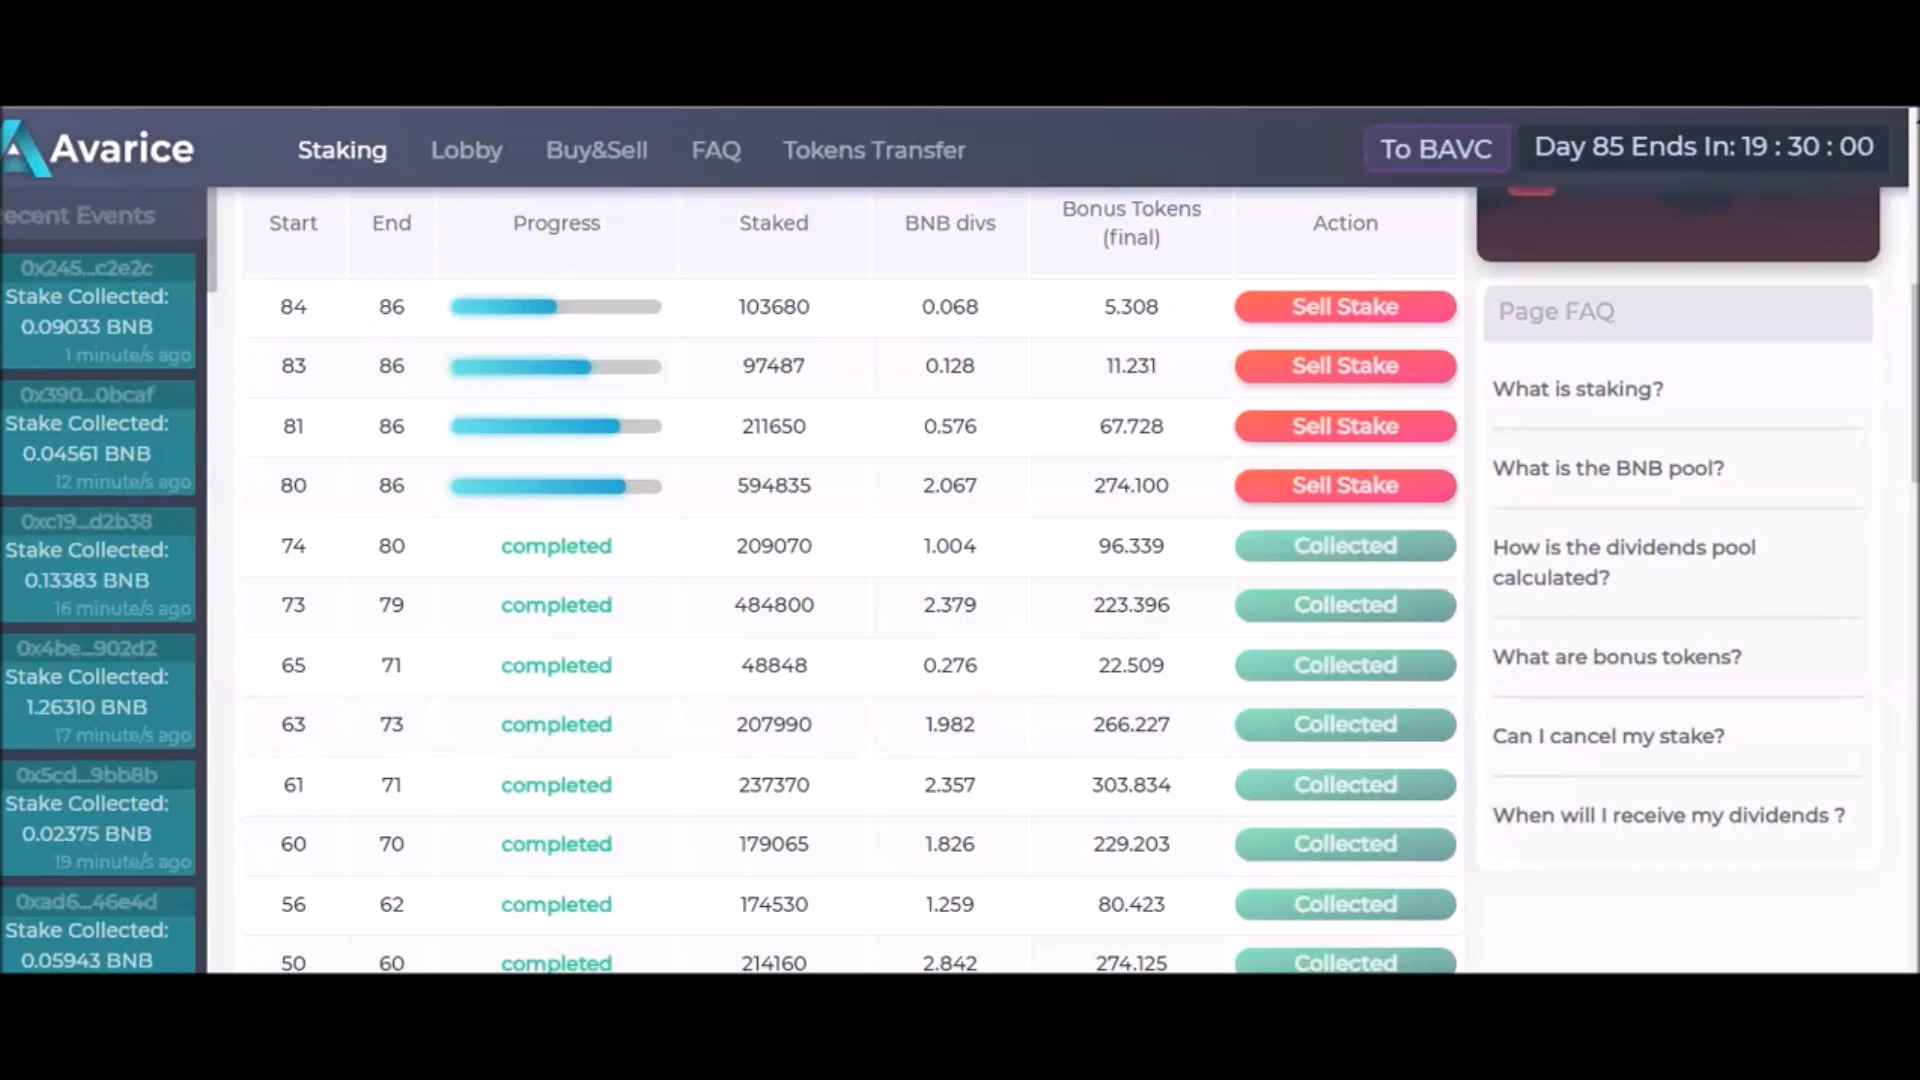 Avarice
Staking
Lobby
Buy&Sell
FAQ
Tokens Transfer
To BAVC
Day 85 Ends In: 19 : 30 : 00
ecent Events
0x245...c2e2c
Stake Collected:
0.09033 BNB
1 minute/s ago
0x390...0bcaf
Stake Collected:
0.04561 BNB
12 minute/s ago
0xc19...d2b38
Stake Collected:
0.13383 BNB
16 minute/s ago
0x4be...902d2
Stake Collected:
1.26310 BNB
17 minute/s ago
0x5cd...9bb8b
Stake Collected:
0.02375 BNB
19 minute/s ago
0xad6...46e4d
Stake Collected:
0.05943 BNB
Start End Progress Staked BNB divs Bonus Tokens (final) Action
84 86 103680 0.068 5.308 Sell Stake
83 86 97487 0.128 11.231 Sell Stake
81 86 211650 0.576 67.728 Sell Stake
80 86 594835 2.067 274.100 Sell Stake
74 80 completed 209070 1.004 96.339 Collected
73 79 completed 484800 2.379 223.396 Collected
65 71 completed 48848 0.276 22.509 Collected
63 73 completed 207990 1.982 266.227 Collected
61 71 completed 237370 2.357 303.834 Collected
60 70 completed 179065 1.826 229.203 Collected
56 62 completed 174530 1.259 80.423 Collected
50 60 completed 214160 2.842 274.125 Collected
Page FAQ
What is staking?
What is the BNB pool?
How is the dividends pool
calculated?
What are bonus tokens?
Can I cancel my stake?
When will I receive my dividends ?